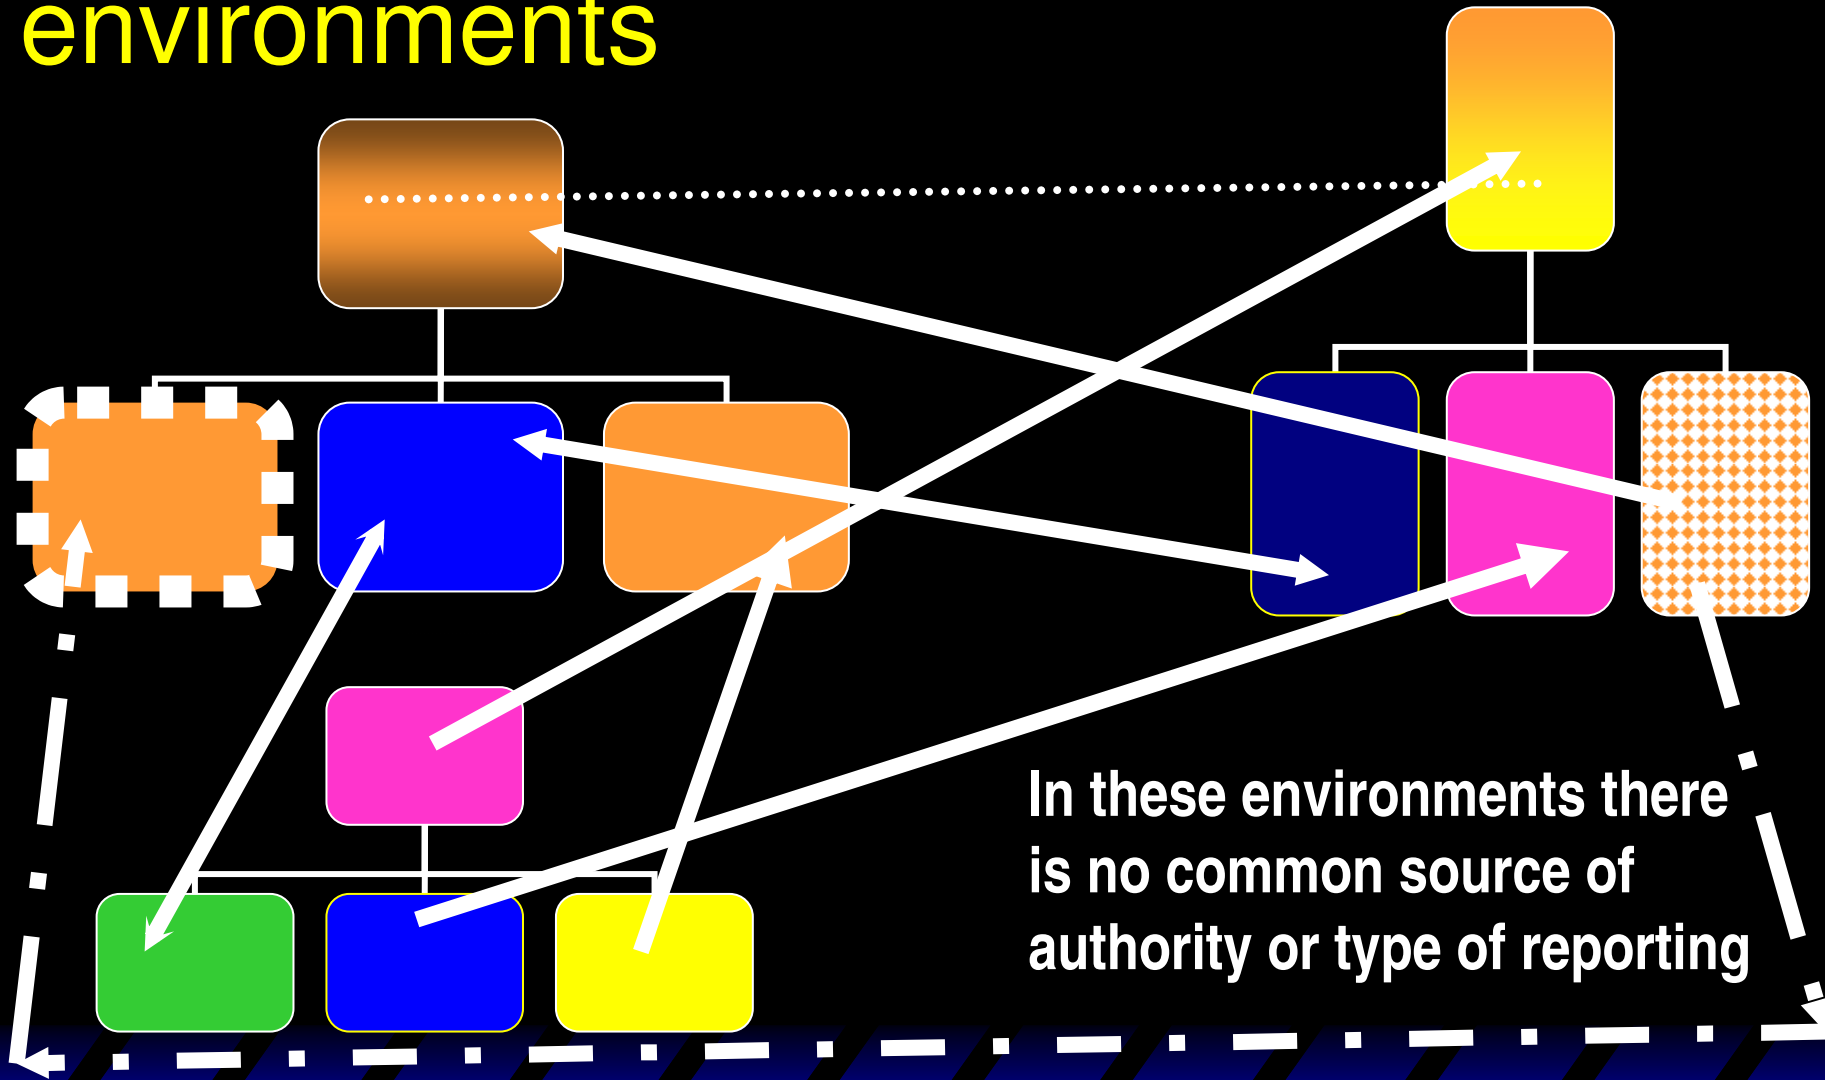 environments
In these environments there
is no common source of
authority or type of reporting